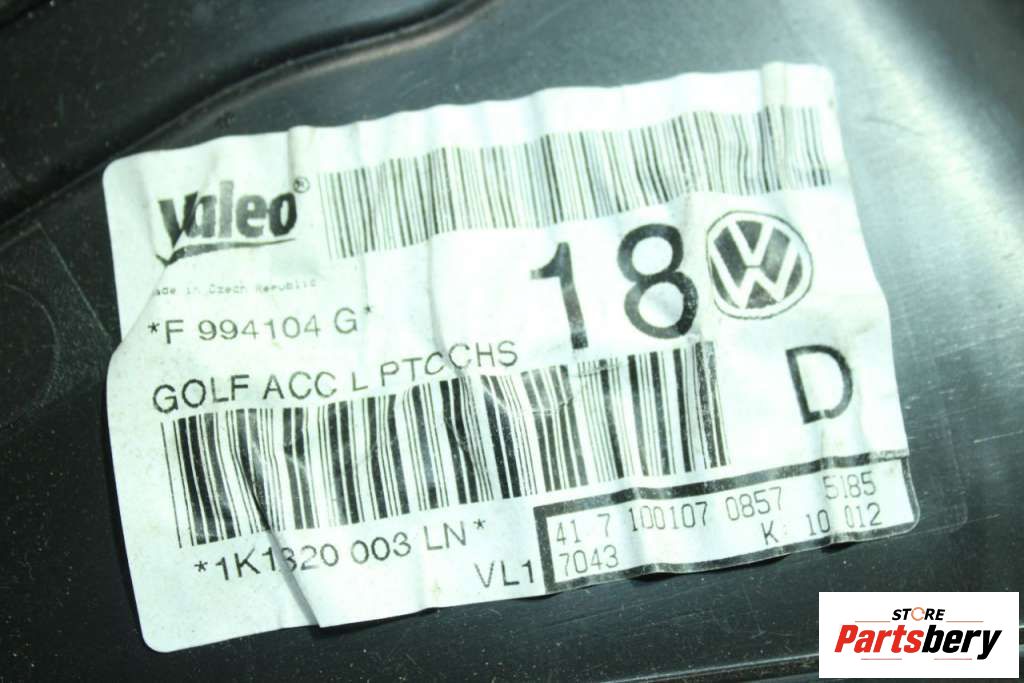 Valeo®
18
Made in Czech Republic
*F 994104 G*
GOLF ACC L PTCCHS
D
*1K1820 003 LN*
VL1
41.7 100107 0857 5185
7043 K: 10 012
STORE
Partsbery